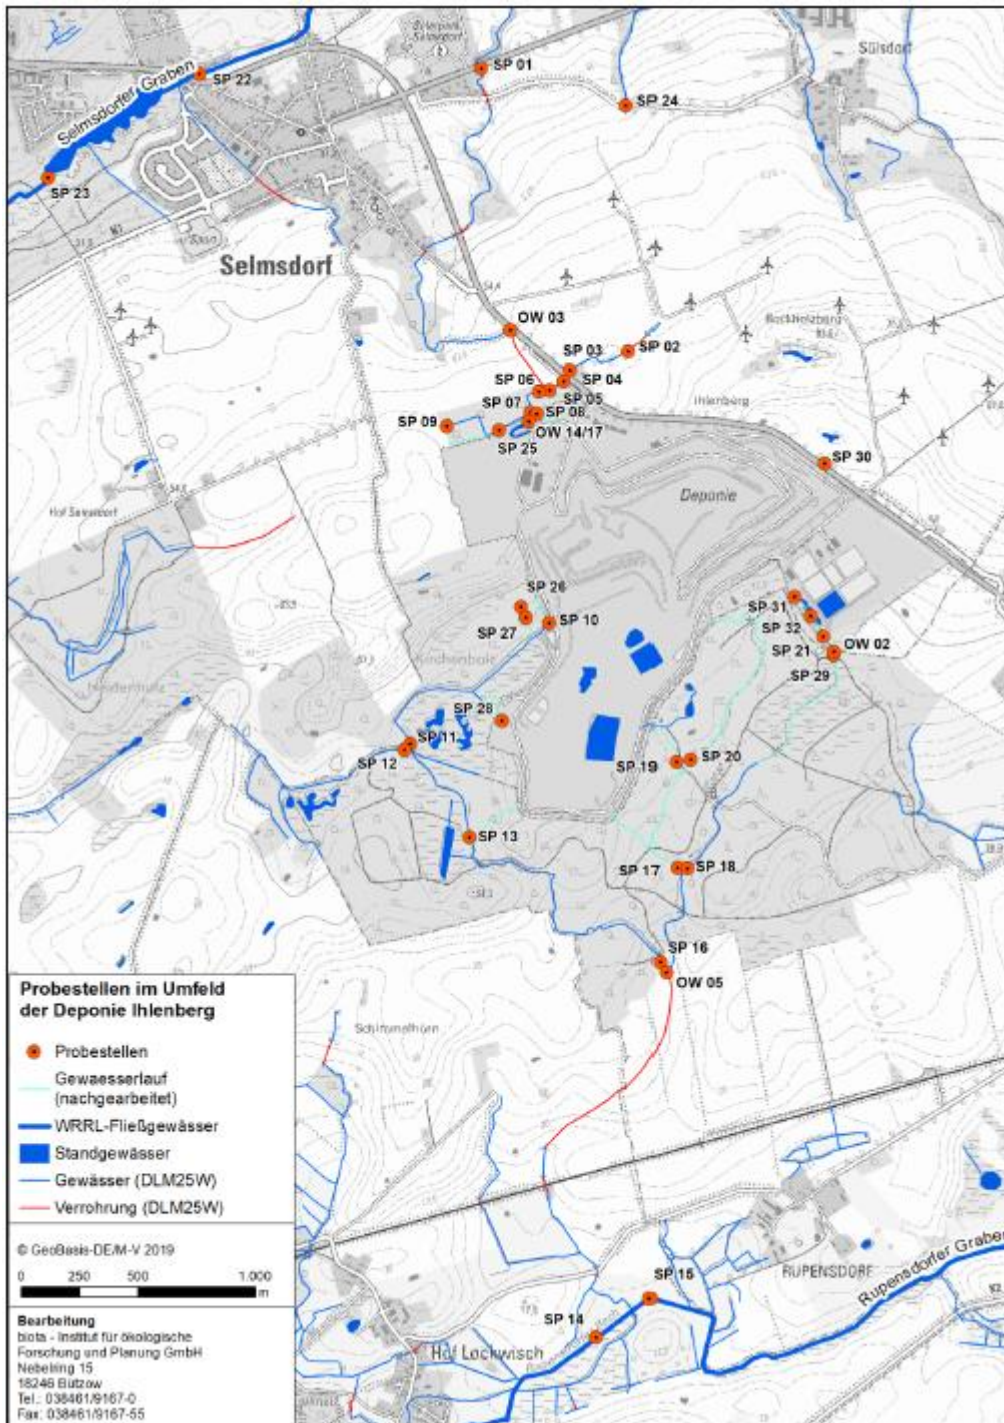 Selmsdorf
Sülsdorf
SP 22
SP 01
SP 24
Selmsdorfer Graben
SP 23
Selmsdorf
OW 03
SP 02
SP 03
SP 04
SP 06
SP 05
SP 07
SP 08
SP 09
OW 14/17
SP 25
Ihlenberg
SP 30
Deponie
Hof Selmsdorf
SP 26
SP 27
SP 10
SP 31
SP 32
SP 21
OW 02
SP 29
SP 28
SP 11
SP 12
SP 19
SP 20
SP 13
SP 17
SP 18
SP 16
OW 05
Probestellen im Umfeld
der Deponie Ihlenberg
Probestellen
Gewaesserlauf
(nachgearbeitet)
WRRL-Fließgewässer
Standgewässer
Gewässer (DLM25W)
Verrohrung (DLM25W)
© GeoBasis-DE/M-V 2019
0 250 500 1.000
m
Bearbeitung
biota - Institut für ökologische
Forschung und Planung GmbH
Nebelring 15
18246 Bützow
Tel.: 038461/9167-0
Fax: 038461/9167-55
SP 15
SP 14
RUPENSDORF
Rupensdorfer Graben
Hof Lockwisch